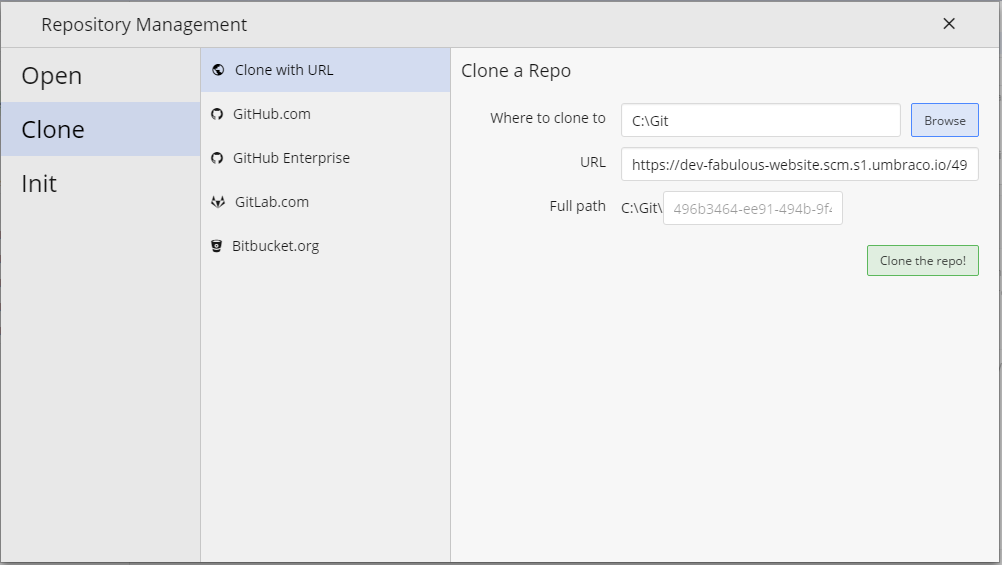 Repository Management
Open
Clone
Init
Clone with URL
GitHub.com
GitHub Enterprise
GitLab.com
Bitbucket.org
Clone a Repo
Where to clone to C:\Git Browse
URL https://dev-fabulous-website.scm.s1.umbraco.io/49
Full path C:\Git\ 496b3464-ee91-494b-9f4
Clone the repo!